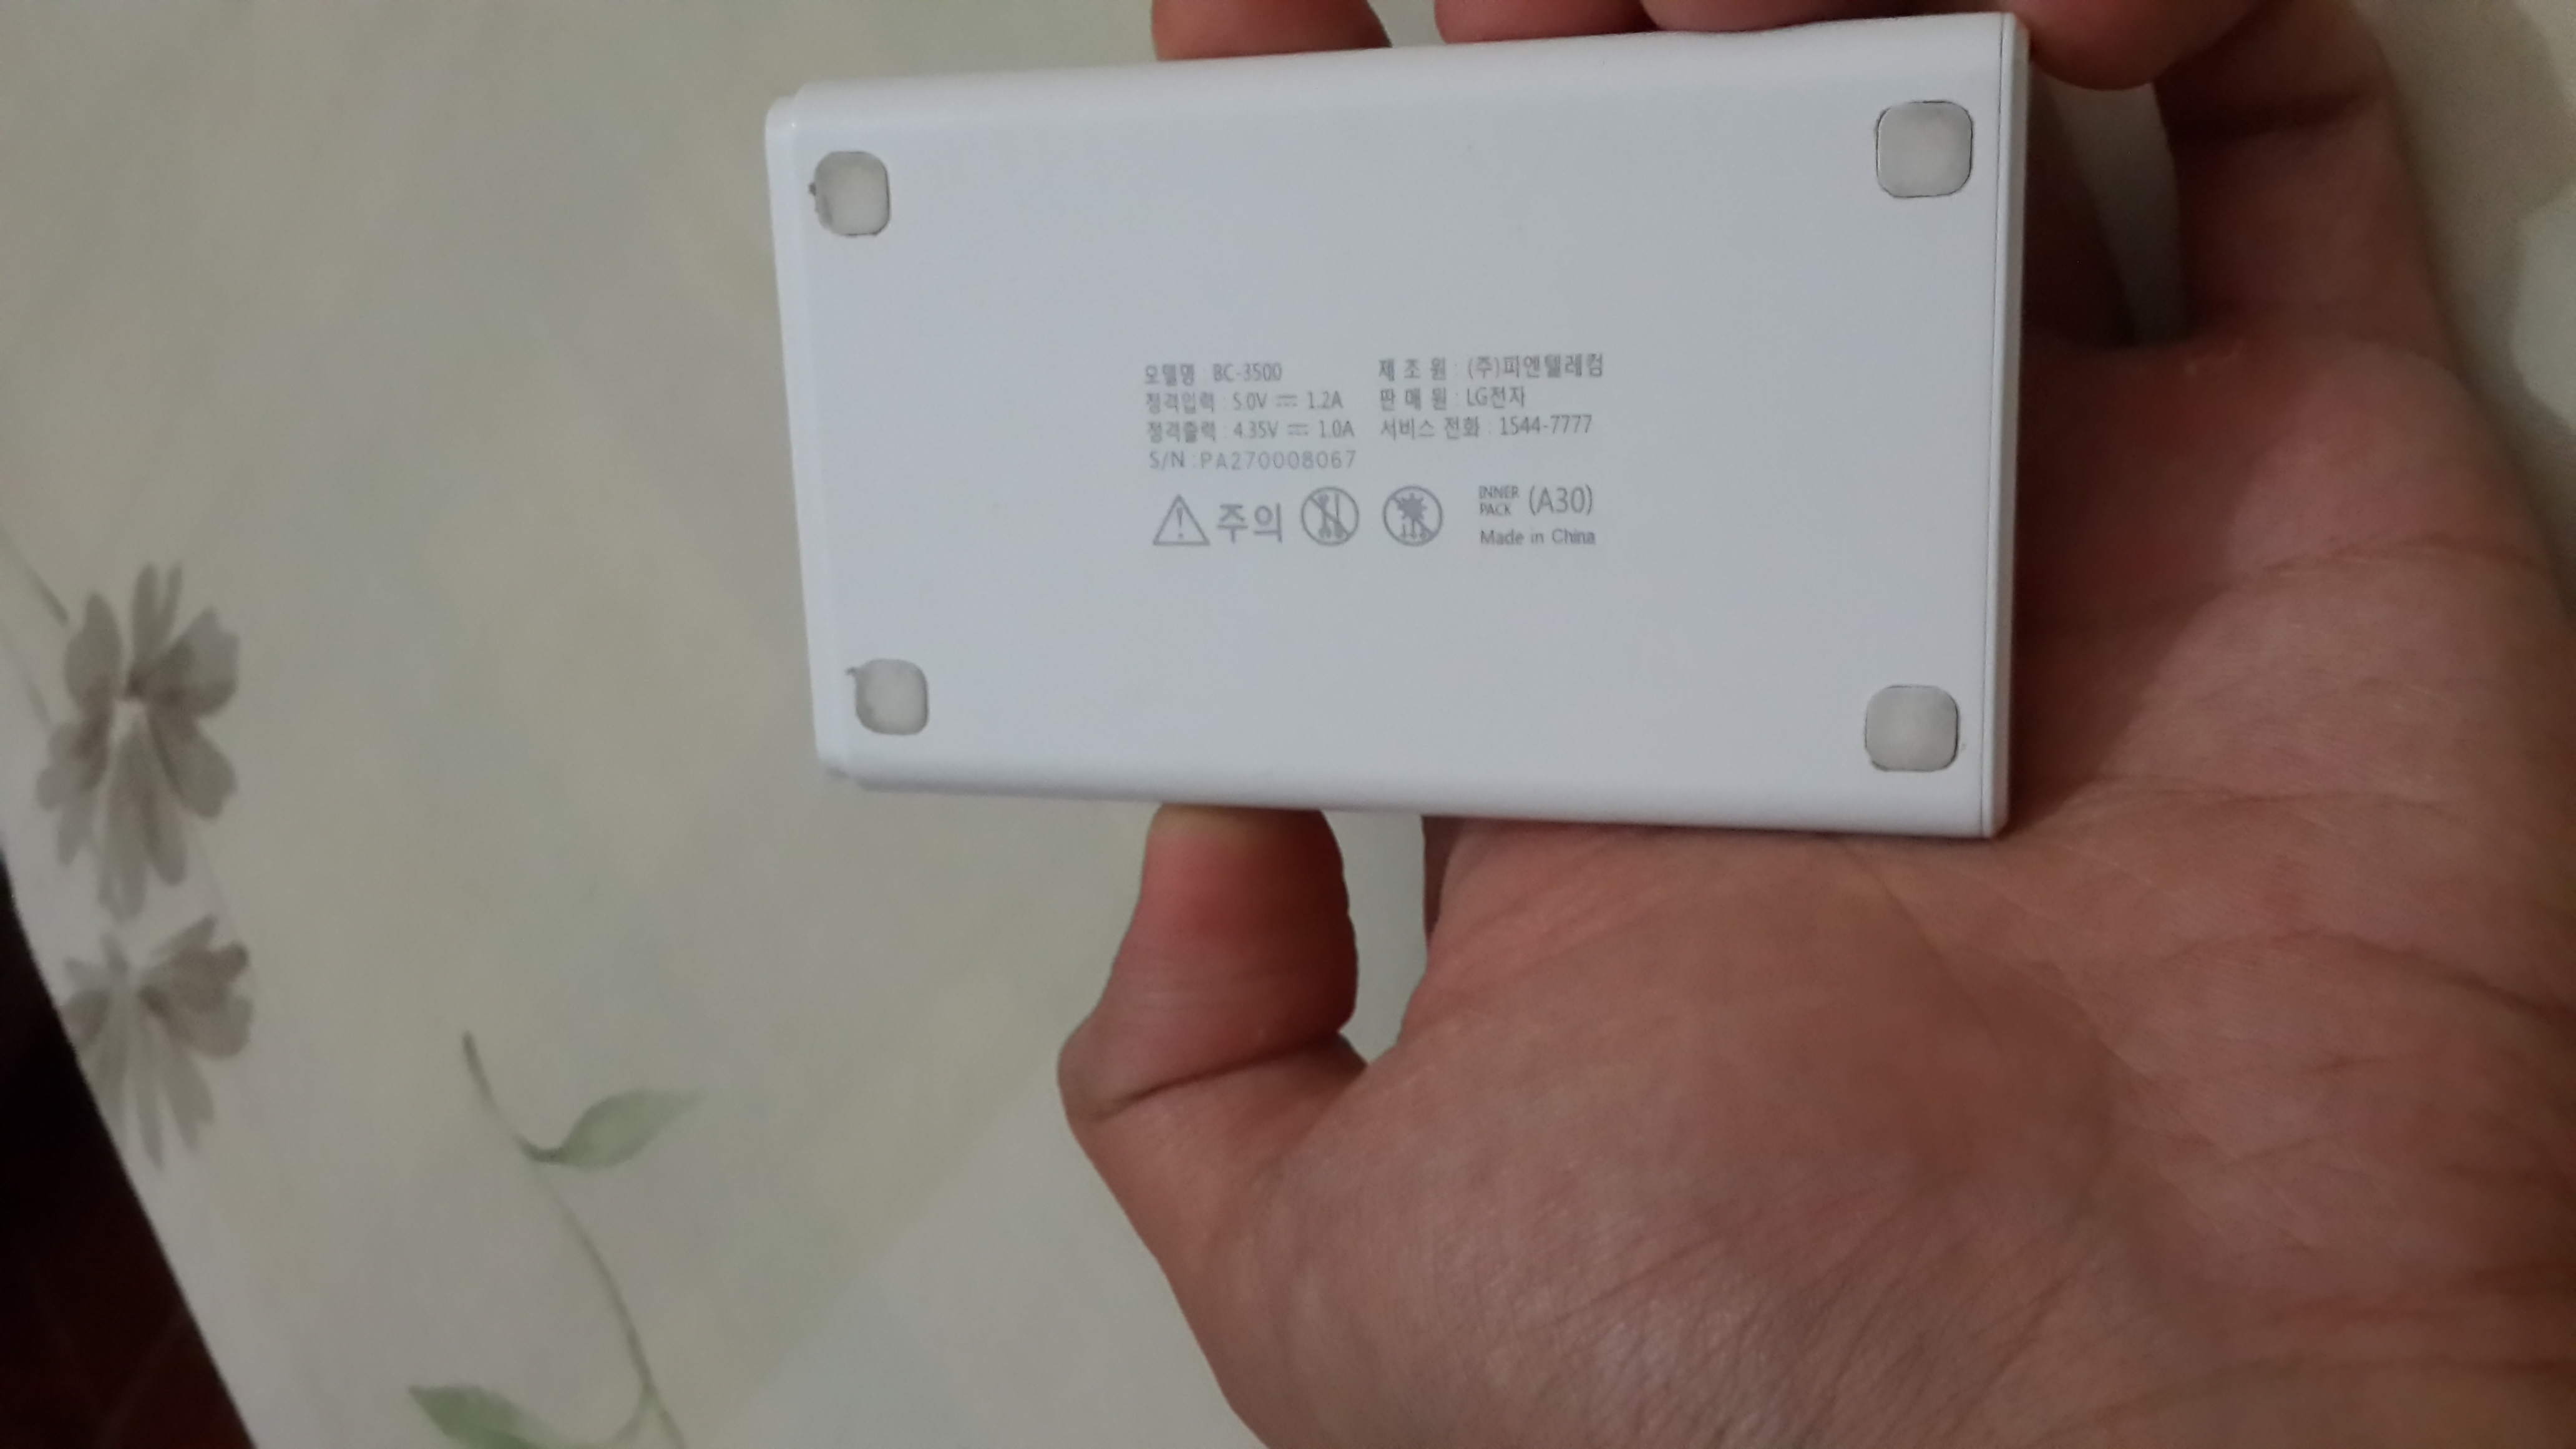 모델명 : BC-3500
정격입력 : 5.0V ⎓ 1.2A
정격출력 : 4.35V ⎓ 1.0A
S/N : PA270008067
제 조 원 : (주)피엔텔레컴
판 매 원 : LG전자
서비스 전화 : 1544-7777
주의
INNER PACK (A30)
Made in China